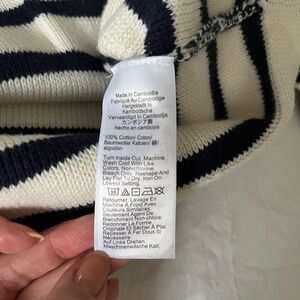 Made in Cambodia
Fabriqué Au Cambodge
Hergestellt in
Kambodscha
Vervaardigd in Cambodja
カンボジア製
hecho en camboya
100% Cotton/ Coton/
Baumwolle/ Katoen/ 綿/
algodón
Turn Inside Out. Machine
Wash Cold With Like
Colors. Non-chlorine
Bleach Only. Reshape And
Lay Flat To Dry. Iron On
Lowest Setting.
Laver En
Machine À Froid Avec
Couleurs Similaires.
Seulement Agent De
Blanchiment Non-chlore.
Redonner La Forme
Originale Et Sécher À Plat.
Repasser À Fer Doux Si
Nécessaire.
Auf Links Drehen.
Maschinenwäsche Kalt;